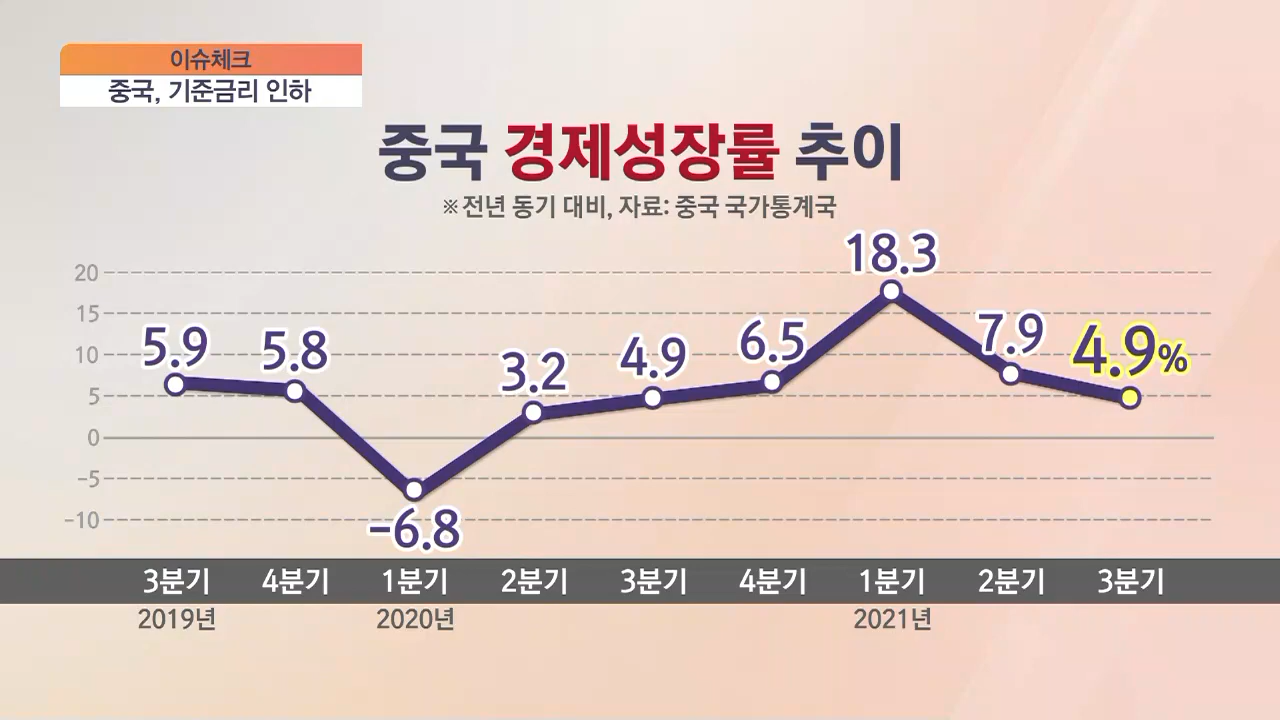 이슈체크
중국, 기준금리 인하
중국 경제성장률 추이
※전년 동기 대비, 자료: 중국 국가통계국
20
15
10
5
0
-5
-10
5.9
5.8
-6.8
3.2
4.9
6.5
18.3
7.9
4.9%
3분기 4분기 1분기 2분기 3분기 4분기 1분기 2분기 3분기
2019년 2020년 2021년